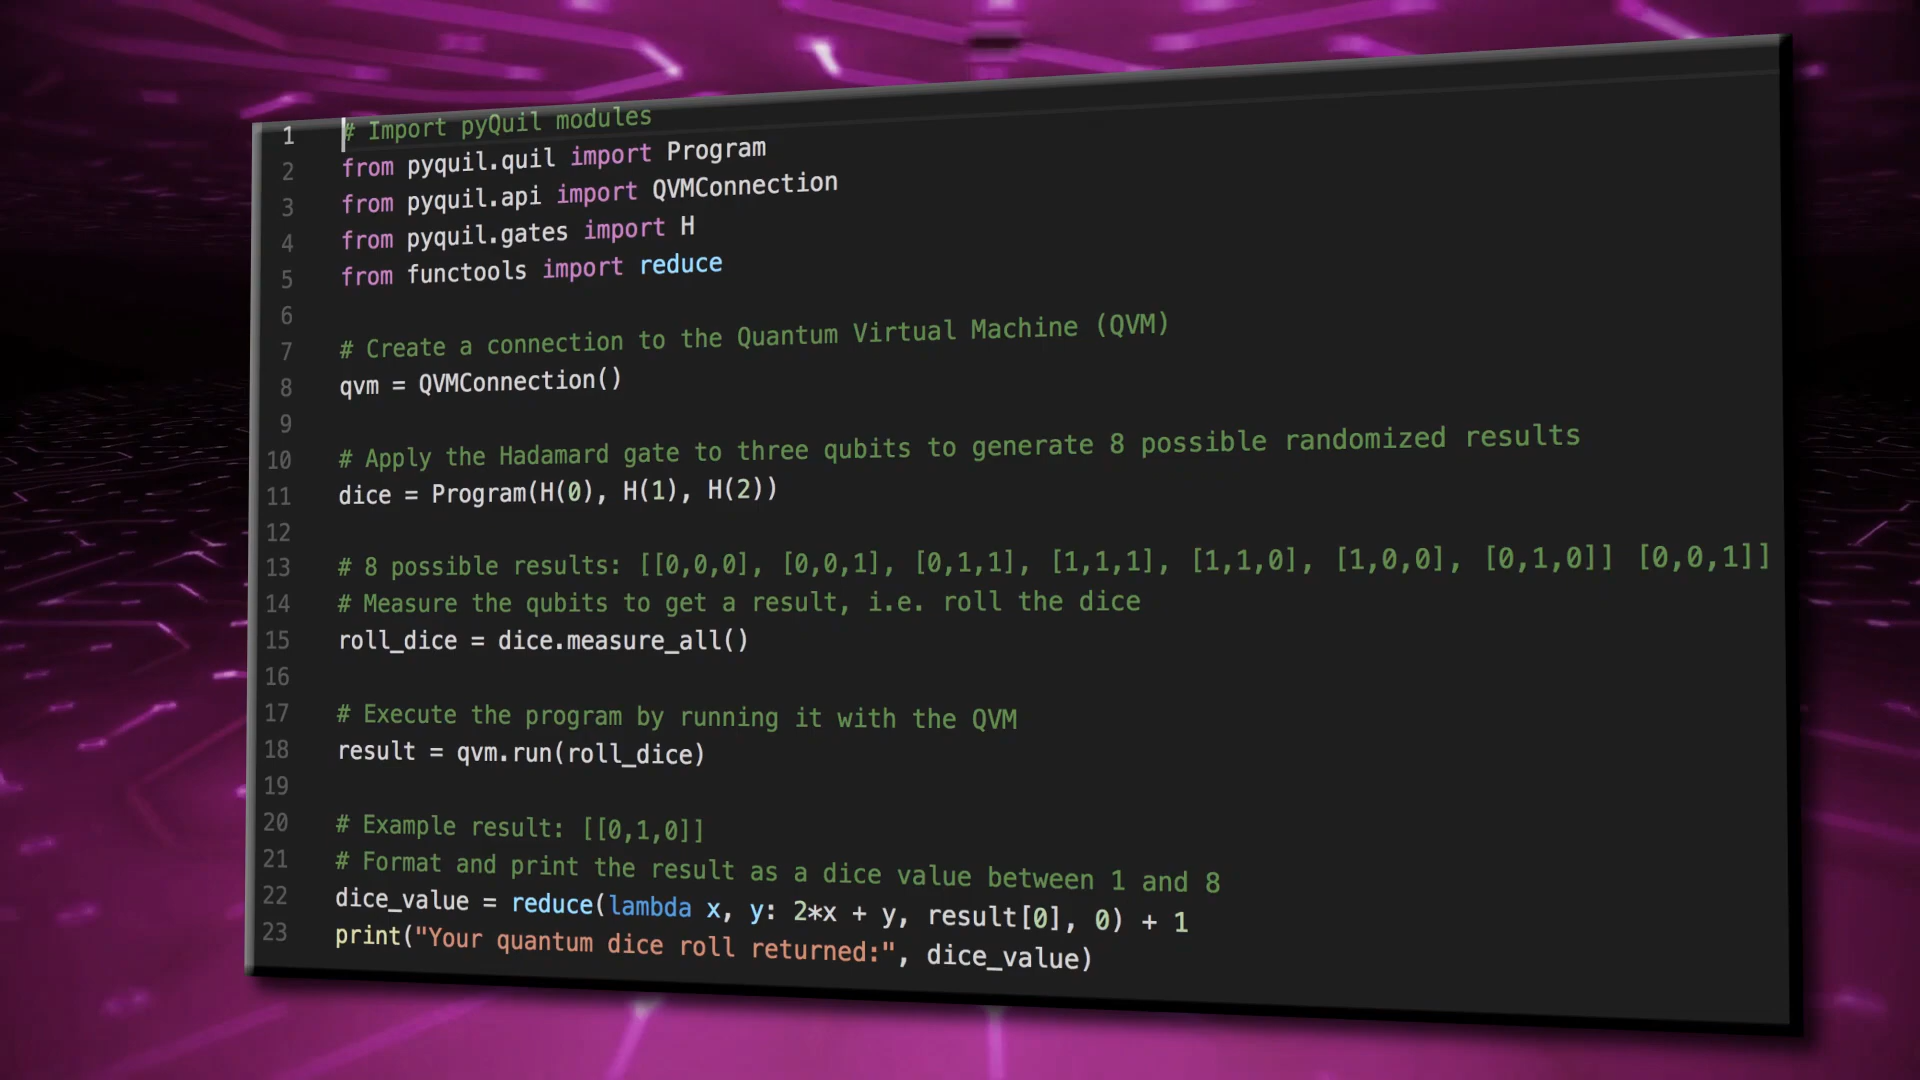 1 # Import pyQuil modules
2 from pyquil.quil import Program
3 from pyquil.api import QVMConnection
4 from pyquil.gates import H
5 from functools import reduce
6
7 # Create a connection to the Quantum Virtual Machine (QVM)
8 qvm = QVMConnection()
9
10 # Apply the Hadamard gate to three qubits to generate 8 possible randomized results
11 dice = Program(H(0), H(1), H(2))
12
13 # 8 possible results: [[0,0,0], [0,0,1], [0,1,1], [1,1,1], [1,1,0], [1,0,0], [0,1,0]] [0,0,1]]
14 # Measure the qubits to get a result, i.e. roll the dice
15 roll_dice = dice.measure_all()
16
17 # Execute the program by running it with the QVM
18 result = qvm.run(roll_dice)
19
20 # Example result: [[0,1,0]]
21 # Format and print the result as a dice value between 1 and 8
22 dice_value = reduce(lambda x, y: 2*x + y, result[0], 0) + 1
23 print("Your quantum dice roll returned:", dice_value)